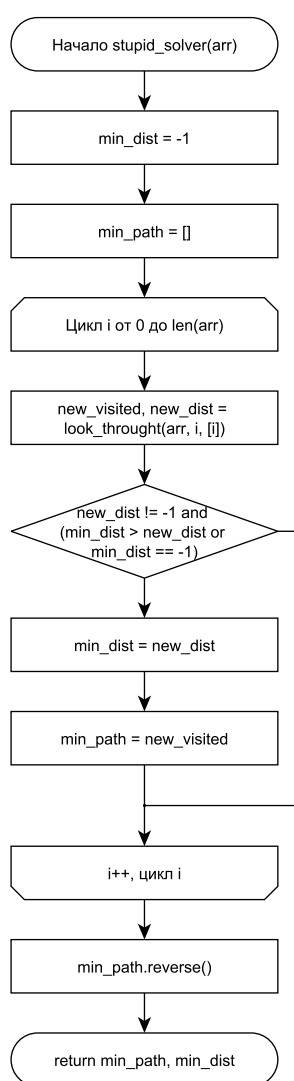 Начало stupid_solver(arr)
min_dist = -1
min_path = []
Цикл i от 0 до len(arr)
new_visited, new_dist =
look_throught(arr, i, [i])
new_dist != -1 and
(min_dist > new_dist or
min_dist == -1)
min_dist = new_dist
min_path = new_visited
i++, цикл i
min_path.reverse()
return min_path, min_dist